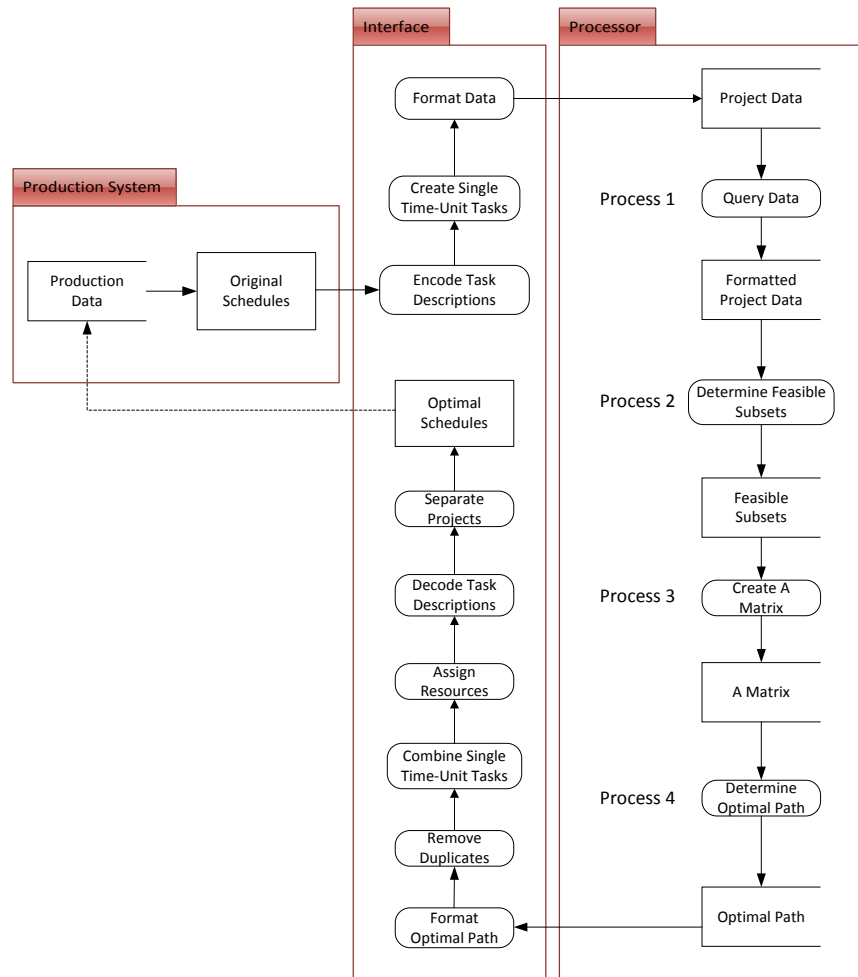 Interface
Processor
Format Data
Project Data
Production System
Create Single
Time-Unit Tasks
Process 1
Query Data
Production
Data
Original
Schedules
Encode Task
Descriptions
Formatted
Project Data
Optimal
Schedules
Process 2
Determine Feasible
Subsets
Separate
Projects
Feasible
Subsets
Decode Task
Descriptions
Process 3
Create A
Matrix
Assign
Resources
A Matrix
Combine Single
Time-Unit Tasks
Process 4
Determine
Optimal Path
Remove
Duplicates
Format
Optimal Path
Optimal Path